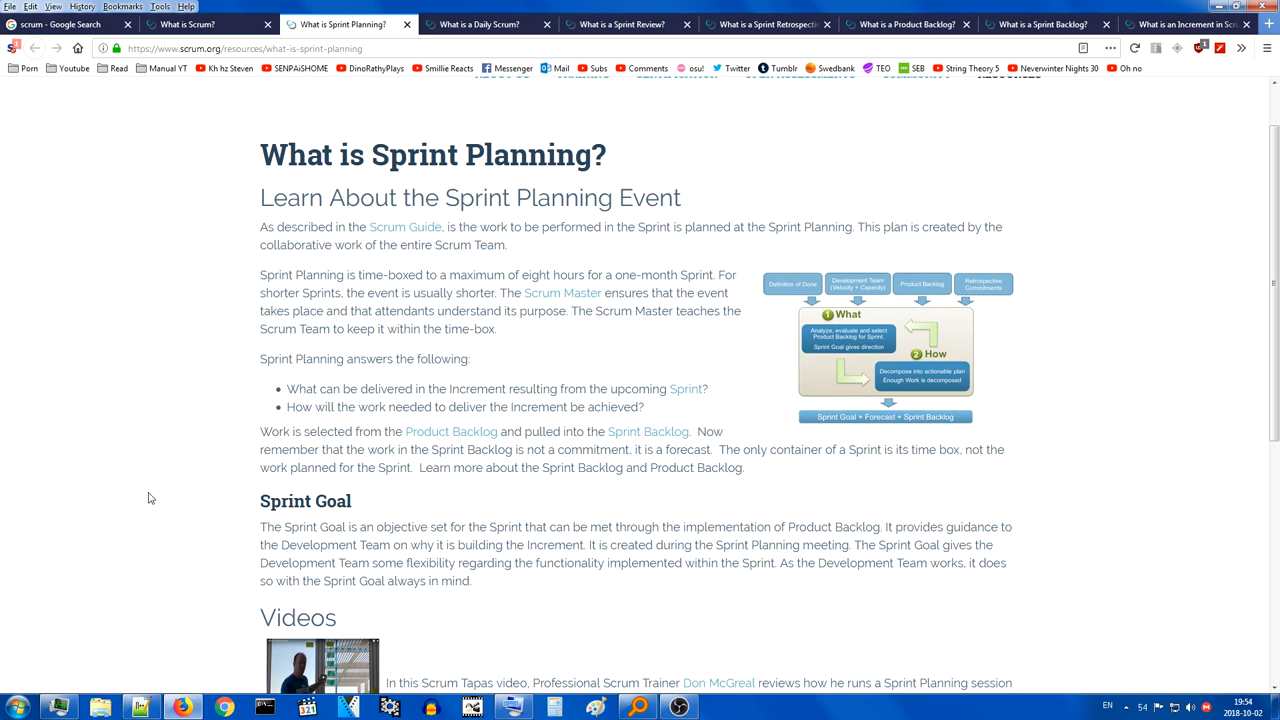 File Edit View History Bookmarks Tools Help
scrum - Google Search
What is Scrum?
What is Sprint Planning?
What is a Daily Scrum?
What is a Sprint Review?
What is a Sprint Retrospectiv
What is a Product Backlog?
What is a Sprint Backlog?
What is an Increment in Scr
https://www.scrum.org/resources/what-is-sprint-planning
Porn Youtube Read Manual YT Kh hz Steven SENPAiiSHOME DinoRathyPlays Smillie Reacts Messenger Mail Subs Comments osu! Twitter Tumblr Swedbank TEO SEB String Theory 5 Neverwinter Nights 30 Oh no
What is Sprint Planning?
Learn About the Sprint Planning Event
As described in the Scrum Guide, is the work to be performed in the Sprint is planned at the Sprint Planning. This plan is created by the
collaborative work of the entire Scrum Team.
Sprint Planning is time-boxed to a maximum of eight hours for a one-month Sprint. For
shorter Sprints, the event is usually shorter. The Scrum Master ensures that the event
takes place and that attendants understand its purpose. The Scrum Master teaches the
Scrum Team to keep it within the time-box.
Sprint Planning answers the following:
What can be delivered in the Increment resulting from the upcoming Sprint?
How will the work needed to deliver the Increment be achieved?
Work is selected from the Product Backlog and pulled into the Sprint Backlog. Now
remember that the work in the Sprint Backlog is not a commitment, it is a forecast. The only container of a Sprint is its time box, not the
work planned for the Sprint. Learn more about the Sprint Backlog and Product Backlog.
Definition of Done
Development Team
(Velocity + Capacity)
Product Backlog
Retrospective
Commitments
1 What
Analyze, evaluate and select
Product Backlog for Sprint.
Sprint Goal gives direction
2 How
Decompose into actionable plan
Enough Work is decomposed
Sprint Goal + Forecast + Sprint Backlog
Sprint Goal
The Sprint Goal is an objective set for the Sprint that can be met through the implementation of Product Backlog. It provides guidance to
the Development Team on why it is building the Increment. It is created during the Sprint Planning meeting. The Sprint Goal gives the
Development Team some flexibility regarding the functionality implemented within the Sprint. As the Development Team works, it does
so with the Sprint Goal always in mind.
Videos
In this Scrum Tapas video, Professional Scrum Trainer Don McGreal reviews how he runs a Sprint Planning session
EN 54 19:54
2018-10-02